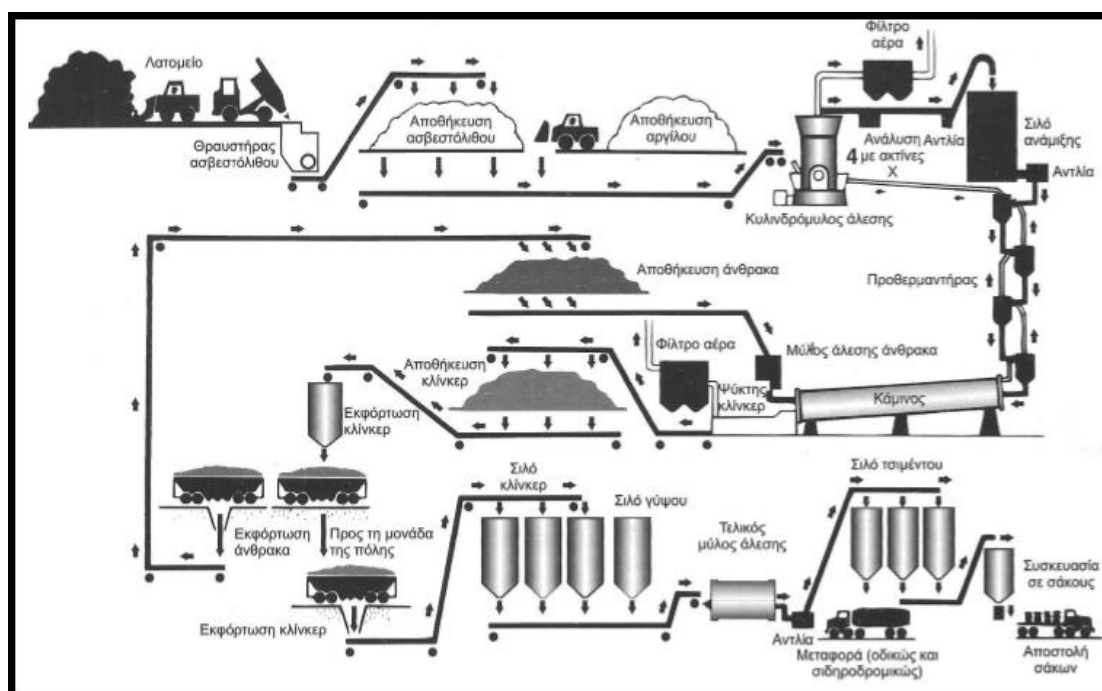 Λατομείο
Θραυστήρας
ασβεστόλιθου
Αποθήκευση
ασβεστόλιθου
Αποθήκευση
αργίλου
Φίλτρο
αέρα
4
Ανάλυση
με ακτίνες
Χ
Αντλία
Σιλό
ανάμιξης
Αντλία
Κυλινδρόμυλος άλεσης
Προθερμαντήρας
Αποθήκευση άνθρακα
Μύλος άλεσης άνθρακα
Φίλτρο αέρα
Ψύκτης
κλίνκερ
Κάμινος
Αποθήκευση
κλίνκερ
Εκφόρτωση
κλίνκερ
Εκφόρτωση
άνθρακα
Προς τη μονάδα
της πόλης
Εκφόρτωση κλίνκερ
Σιλό
κλίνκερ
Σιλό γύψου
Τελικός
μύλος άλεσης
Αντλία
Σιλό τσιμέντου
Μεταφορά (οδικώς και
σιδηροδρομικώς)
Συσκευασία
σε σάκους
Αποστολή
σάκων